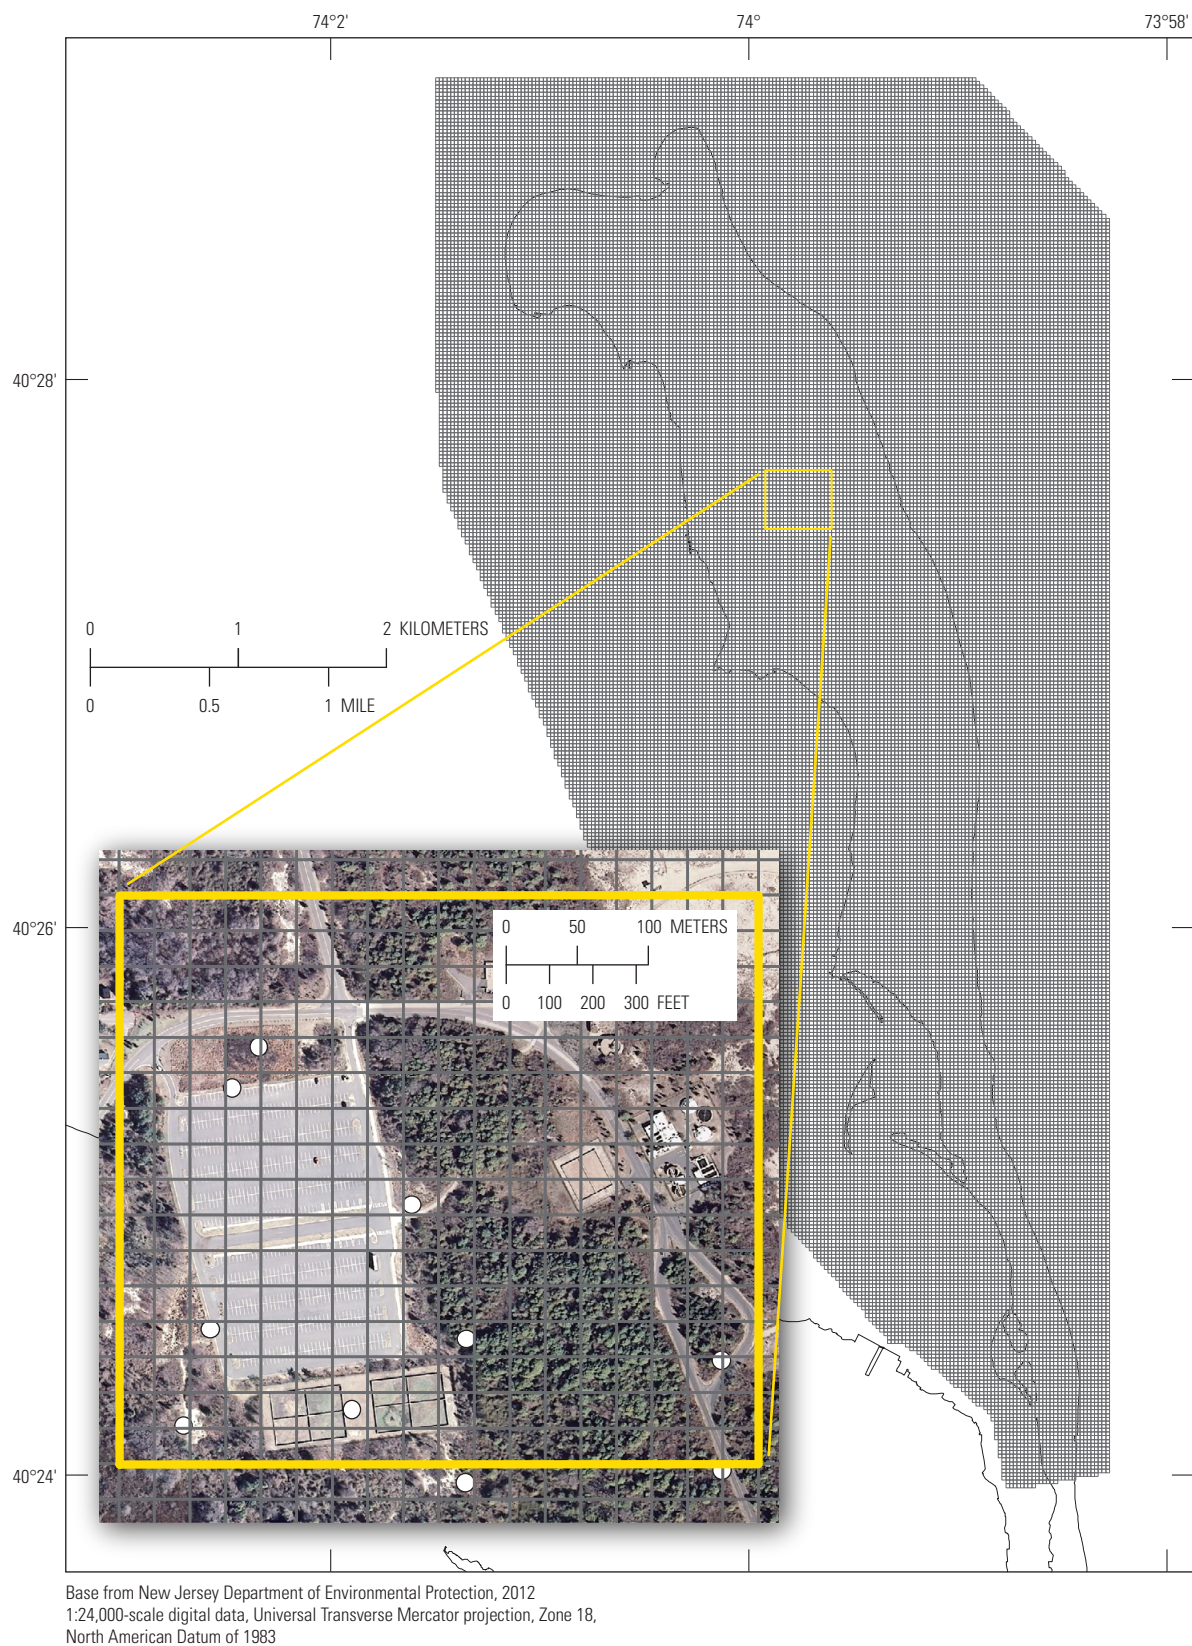 74°2'
74°
73°58'
40°28'
0
1
2 KILOMETERS
0
0.5
1 MILE
40°26'
0
50
100 METERS
0
100
200
300 FEET
40°24'
Base from New Jersey Department of Environmental Protection, 2012
1:24,000-scale digital data, Universal Transverse Mercator projection, Zone 18,
North American Datum of 1983